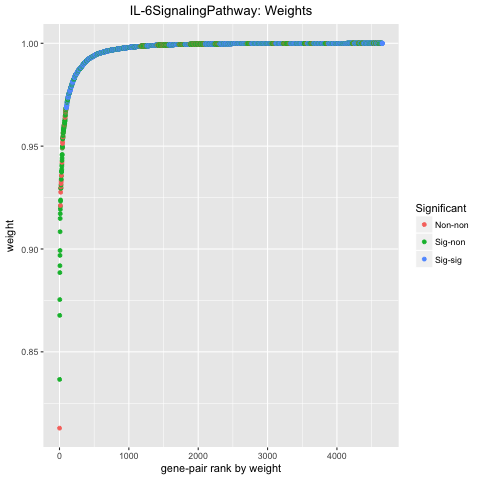 IL-6SignalingPathway: Weights
1.00
0.95
0.90
0.85
weight
0
1000
2000
3000
4000
gene-pair rank by weight
Significant
Non-non
Sig-non
Sig-sig